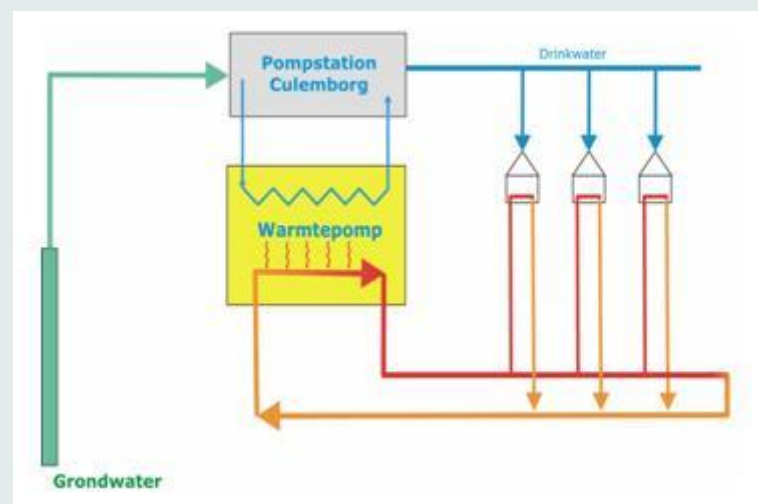 Pompstation
Culemborg
Drinkwater
Warmtepomp
Grondwater